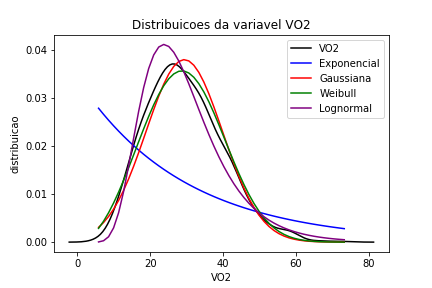 Distribuicoes da variavel VO2
0.04
0.03
0.02
0.01
0.00
distribuicao
VO2
Exponencial
Gaussiana
Weibull
Lognormal
0 20 40 60 80
VO2